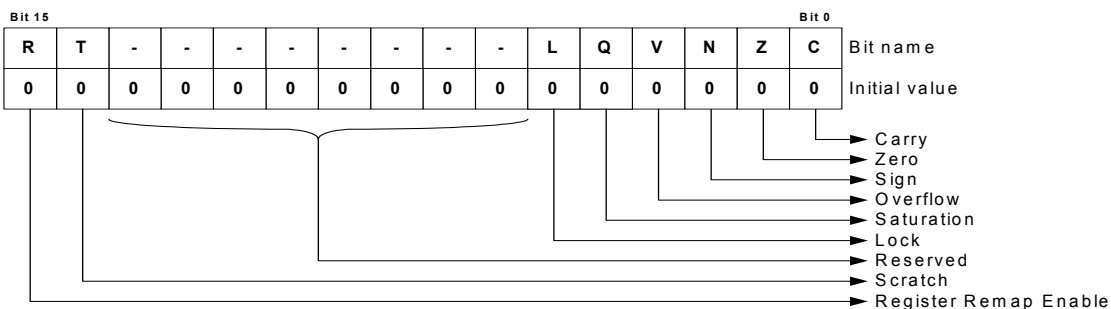 Bit 15 Bit 0
R T - - - - - - - - L Q V N Z C Bit name
0 0 0 0 0 0 0 0 0 0 0 0 0 0 0 0 Initial value
Carry
Zero
Sign
Overflow
Saturation
Lock
Reserved
Scratch
Register Remap Enable